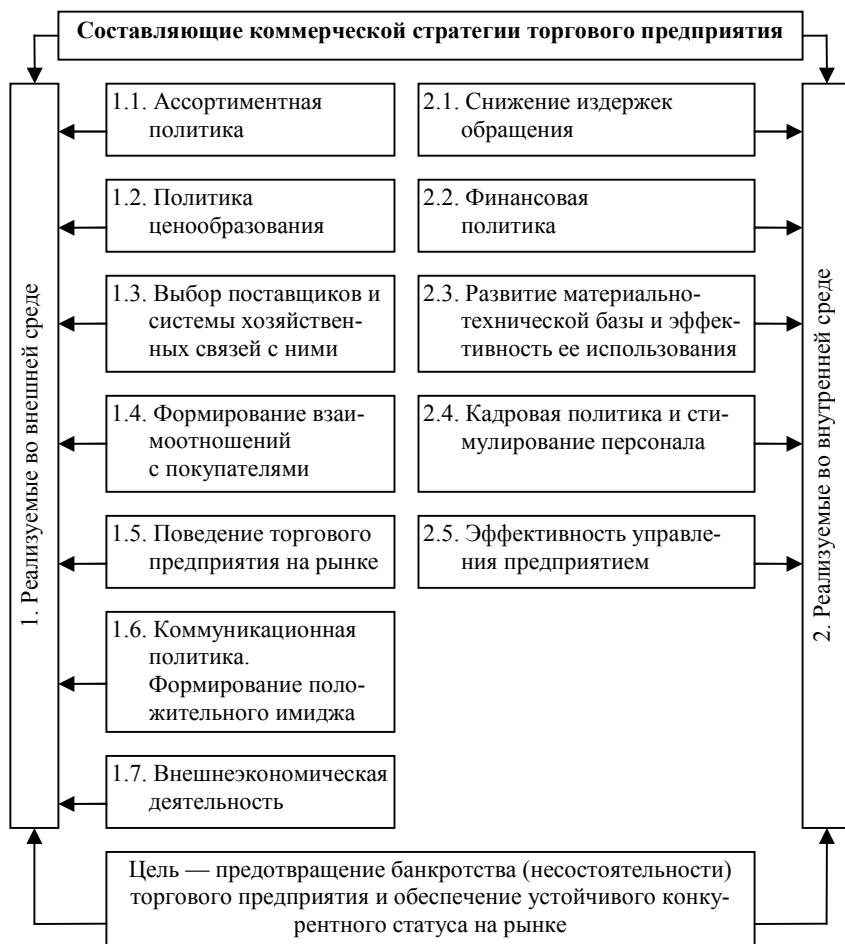 Составляющие коммерческой стратегии торгового предприятия
1. Реализуемые во внешней среде
1.1. Ассортиментная
политика
1.2. Политика
ценообразования
1.3. Выбор поставщиков и
системы хозяйствен-
ных связей с ними
1.4. Формирование взаи-
моотношений
с покупателями
1.5. Поведение торгового
предприятия на рынке
1.6. Коммуникационная
политика.
Формирование поло-
жительного имиджа
1.7. Внешнеэкономическая
деятельность
2.1. Снижение издержек
обращения
2.2. Финансовая
политика
2.3. Развитие материально-
технической базы и эффек-
тивность ее использования
2.4. Кадровая политика и сти-
мулирование персонала
2.5. Эффективность управле-
ния предприятием
2. Реализуемые во внутренней среде
Цель — предотвращение банкротства (несостоятельности)
торгового предприятия и обеспечение устойчивого конку-
рентного статуса на рынке